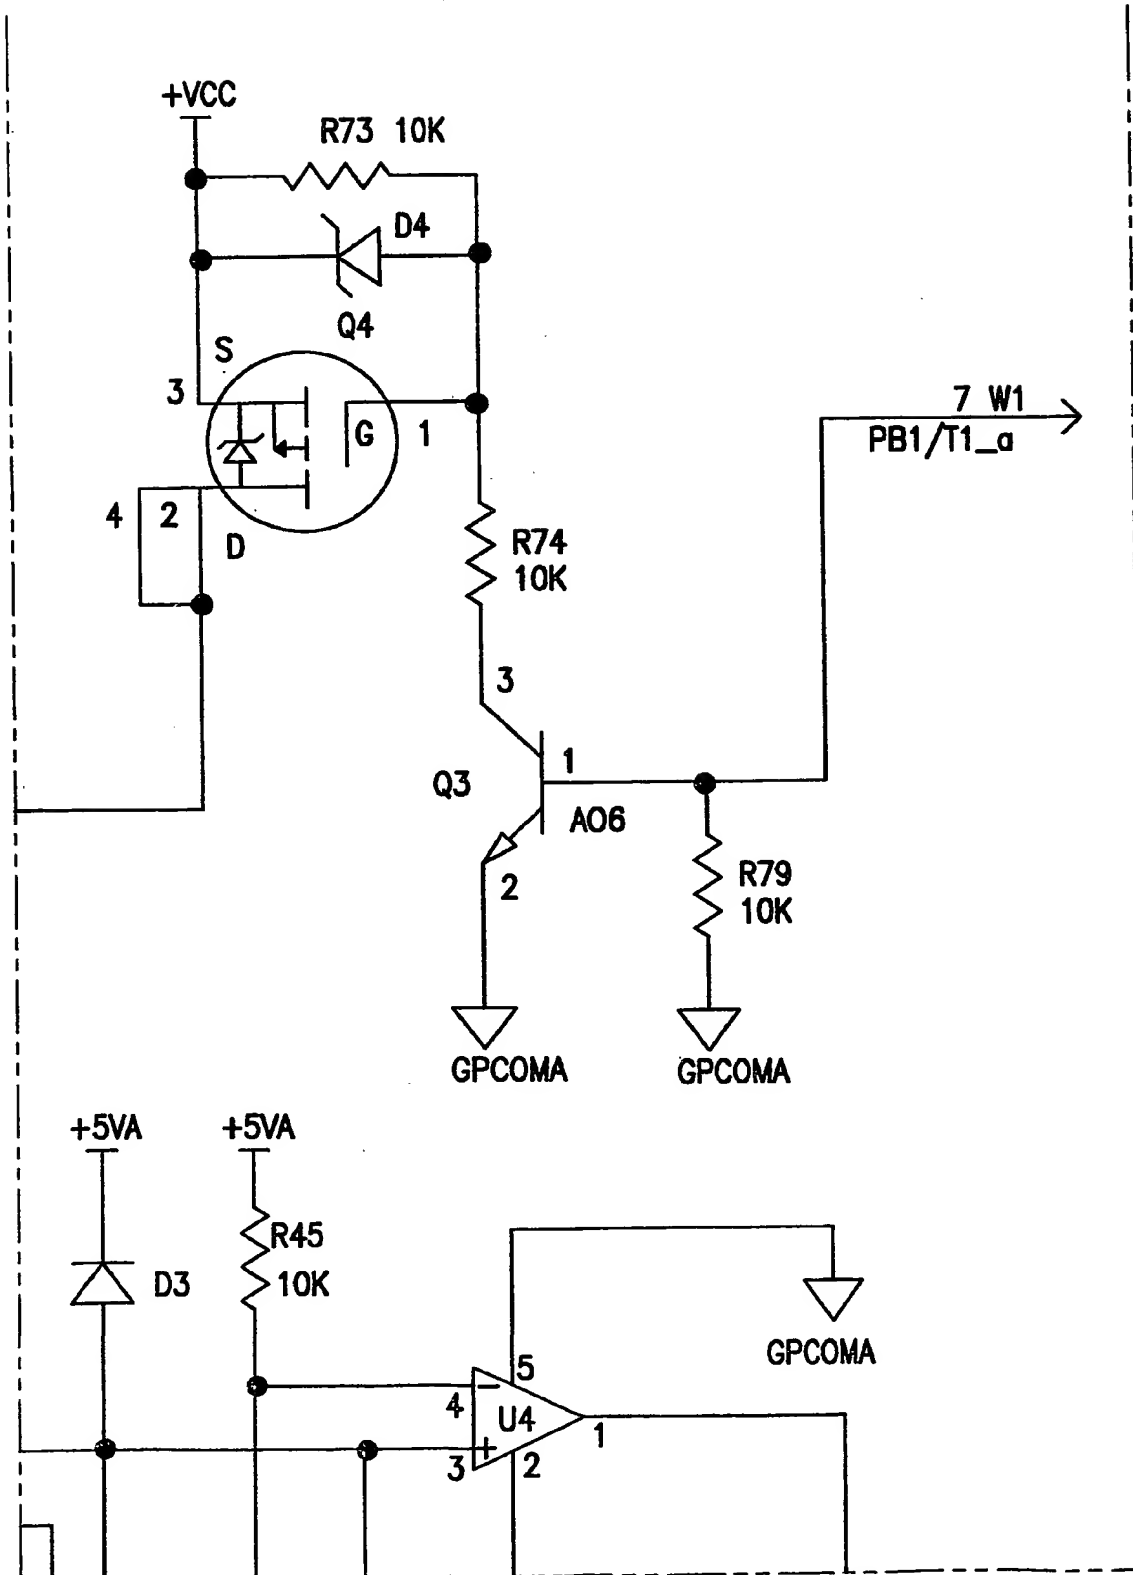 +VCC
R73 10K
D4
Q4
S
3
G
1
7 W1
PB1/T1_a
4
2
D
R74
10K
3
Q3
1
AO6
2
R79
10K
GPCOMA
GPCOMA
+5VA
+5VA
R45
10K
D3
GPCOMA
5
4
−
U4
1
+
3
2